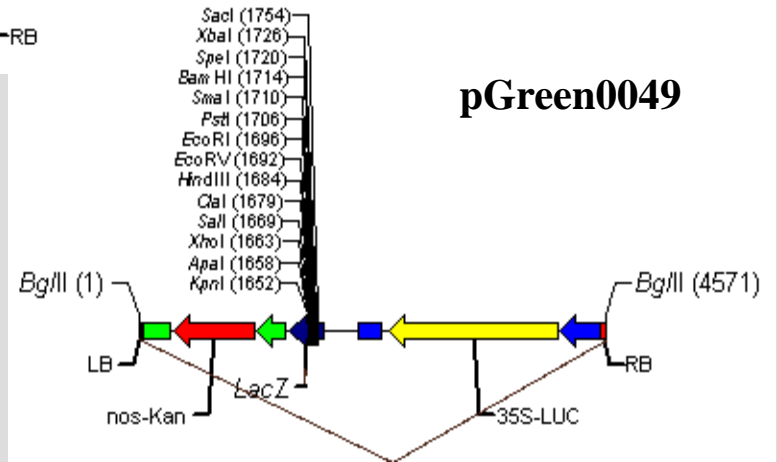 SacI (1754)
RB
XbaI (1726)
SpeI (1720)
BamHI (1714)
pGreen0049
SmaI (1710)
PstI (1706)
EcoRI (1696)
EcoRV (1692)
HindIII (1684)
ClaI (1679)
SalI (1669)
XhoI (1663)
ApaI (1658)
BglII (1)
KpnI (1652)
BglII (4571)
LB
RB
LacZ
nos-Kan
35S-LUC